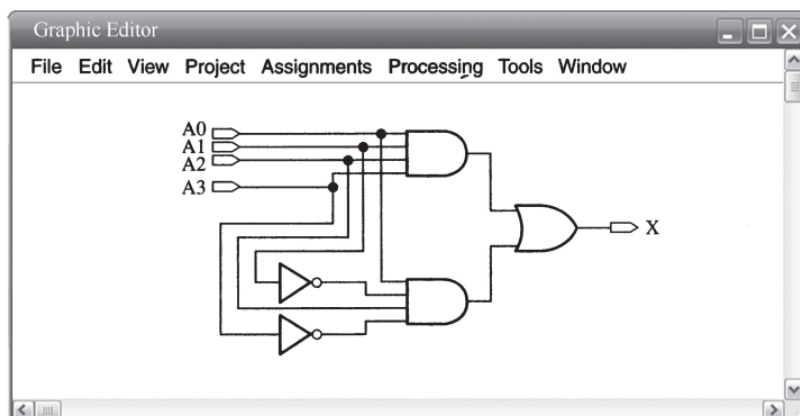 Graphic Editor
File Edit View Project Assignments Processing Tools Window
A0
A1
A2
A3
X